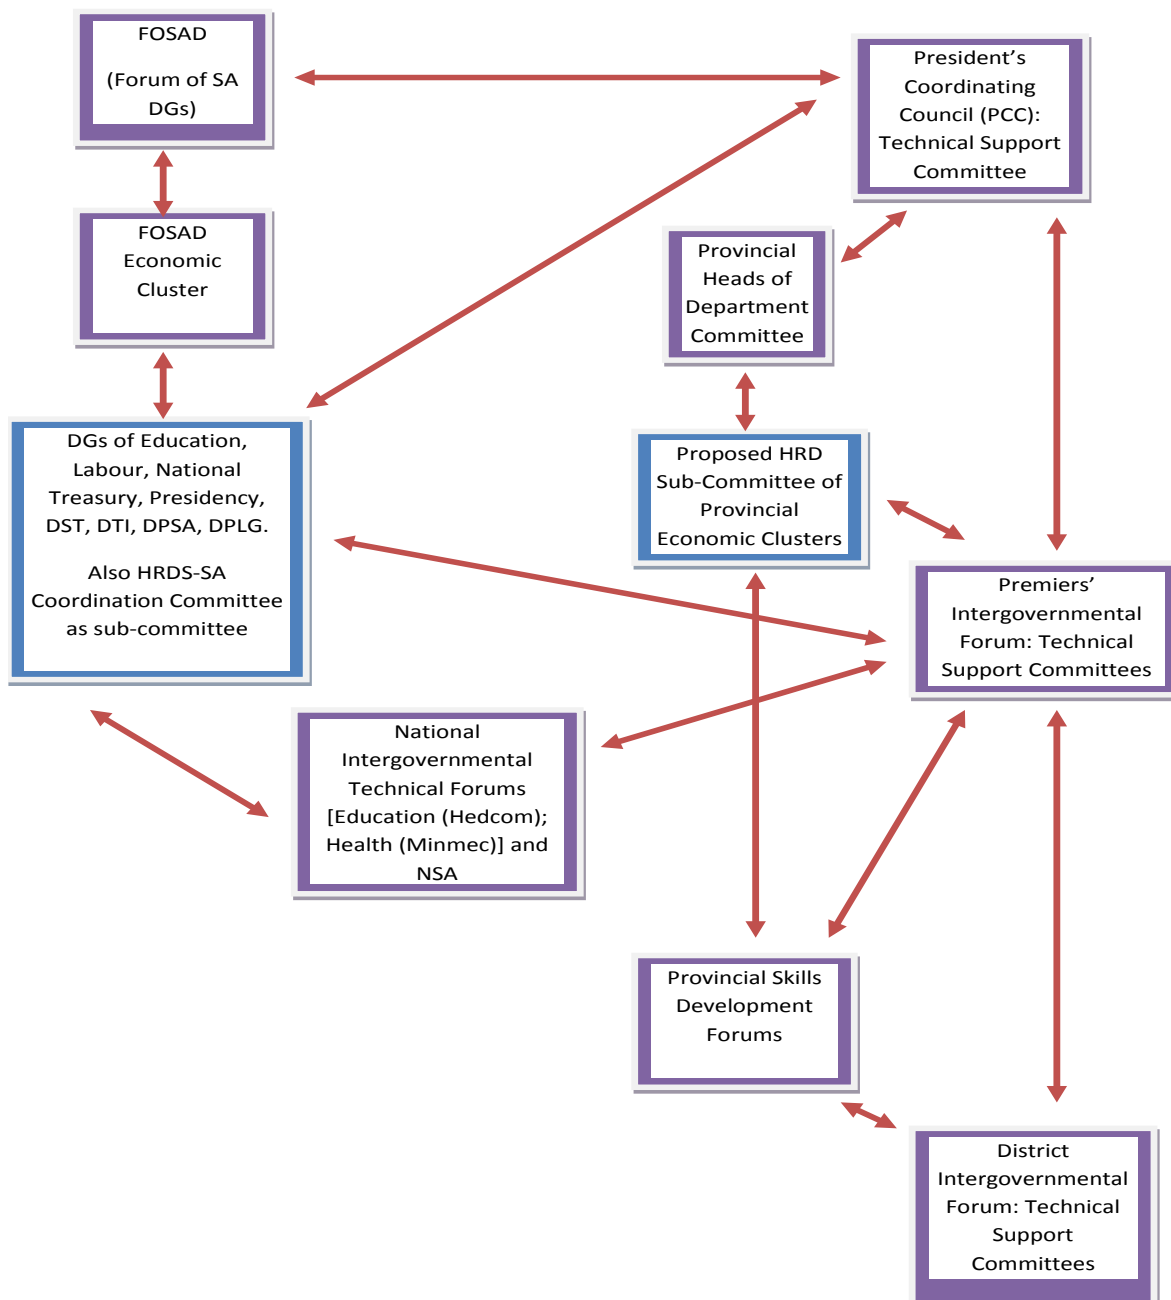 FOSAD
(Forum of SA
DGs)
President’s
Coordinating
Council (PCC):
Technical Support
Committee
FOSAD
Economic
Cluster
Provincial
Heads of
Department
Committee
DGs of Education,
Labour, National
Treasury, Presidency,
DST, DTI, DPSA, DPLG.
Also HRDS-SA
Coordination Committee
as sub-committee
Proposed HRD
Sub-Committee of
Provincial
Economic Clusters
Premiers’
Intergovernmental
Forum: Technical
Support Committees
National
Intergovernmental
Technical Forums
[Education (Hedcom);
Health (Minmec)] and
NSA
Provincial Skills
Development
Forums
District
Intergovernmental
Forum: Technical
Support
Committees